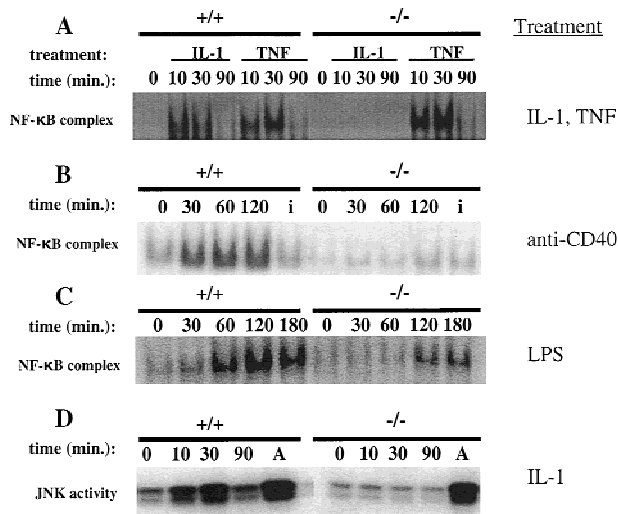 A +/+ -/- Treatment
treatment: IL-1 TNF IL-1 TNF
time (min.): 0 10 30 90 10 30 90 0 10 30 90 10 30 90
NF-κB complex IL-1, TNF
B +/+ -/-
time (min.): 0 30 60 120 i 0 30 60 120 i
NF-κB complex anti-CD40
C +/+ -/-
time (min.): 0 30 60 120 180 0 30 60 120 180
NF-κB complex LPS
D +/+ -/-
time (min.): 0 10 30 90 A 0 10 30 90 A
JNK activity IL-1